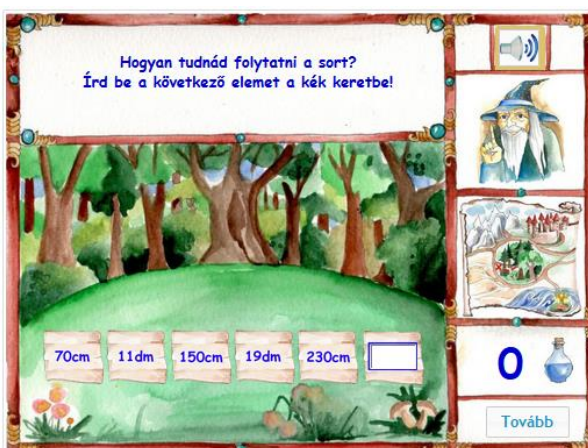 Hogyan tudnád folytatni a sort?
Írd be a következő elemet a kék keretbe!
70cm 11dm 150cm 19dm 230cm
0
Tovább